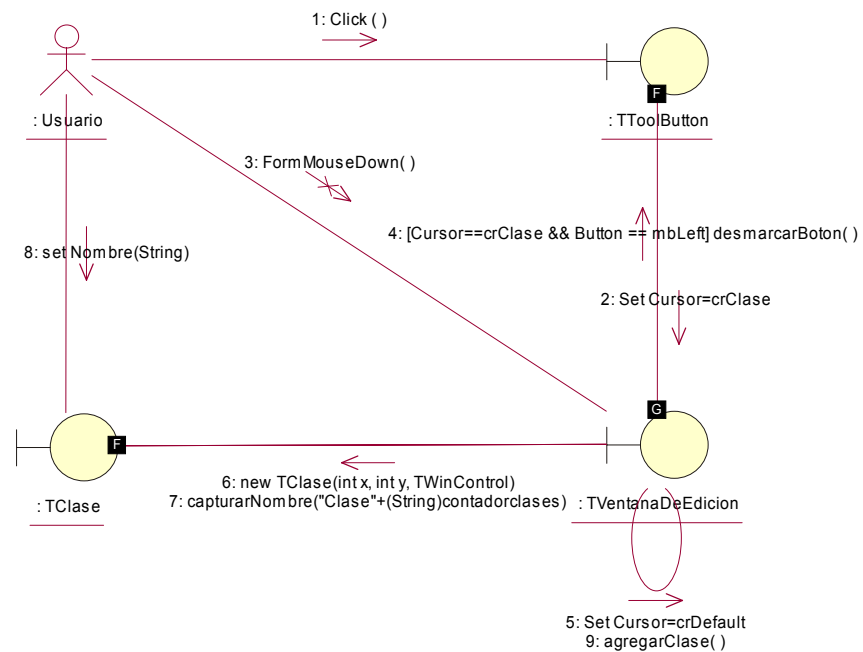 1: Click ( )
F
: Usuario
: TToolButton
3: FormMouseDown( )
4: [Cursor==crClase && Button == mbLeft] desmarcarBoton( )
8: set Nombre(String)
2: Set Cursor=crClase
G
F
6: new TClase(int x, int y, TWinControl)
7: capturarNombre("Clase"+(String)contadorclases)
: TClase
: TVentanaDeEdicion
5: Set Cursor=crDefault
9: agregarClase( )